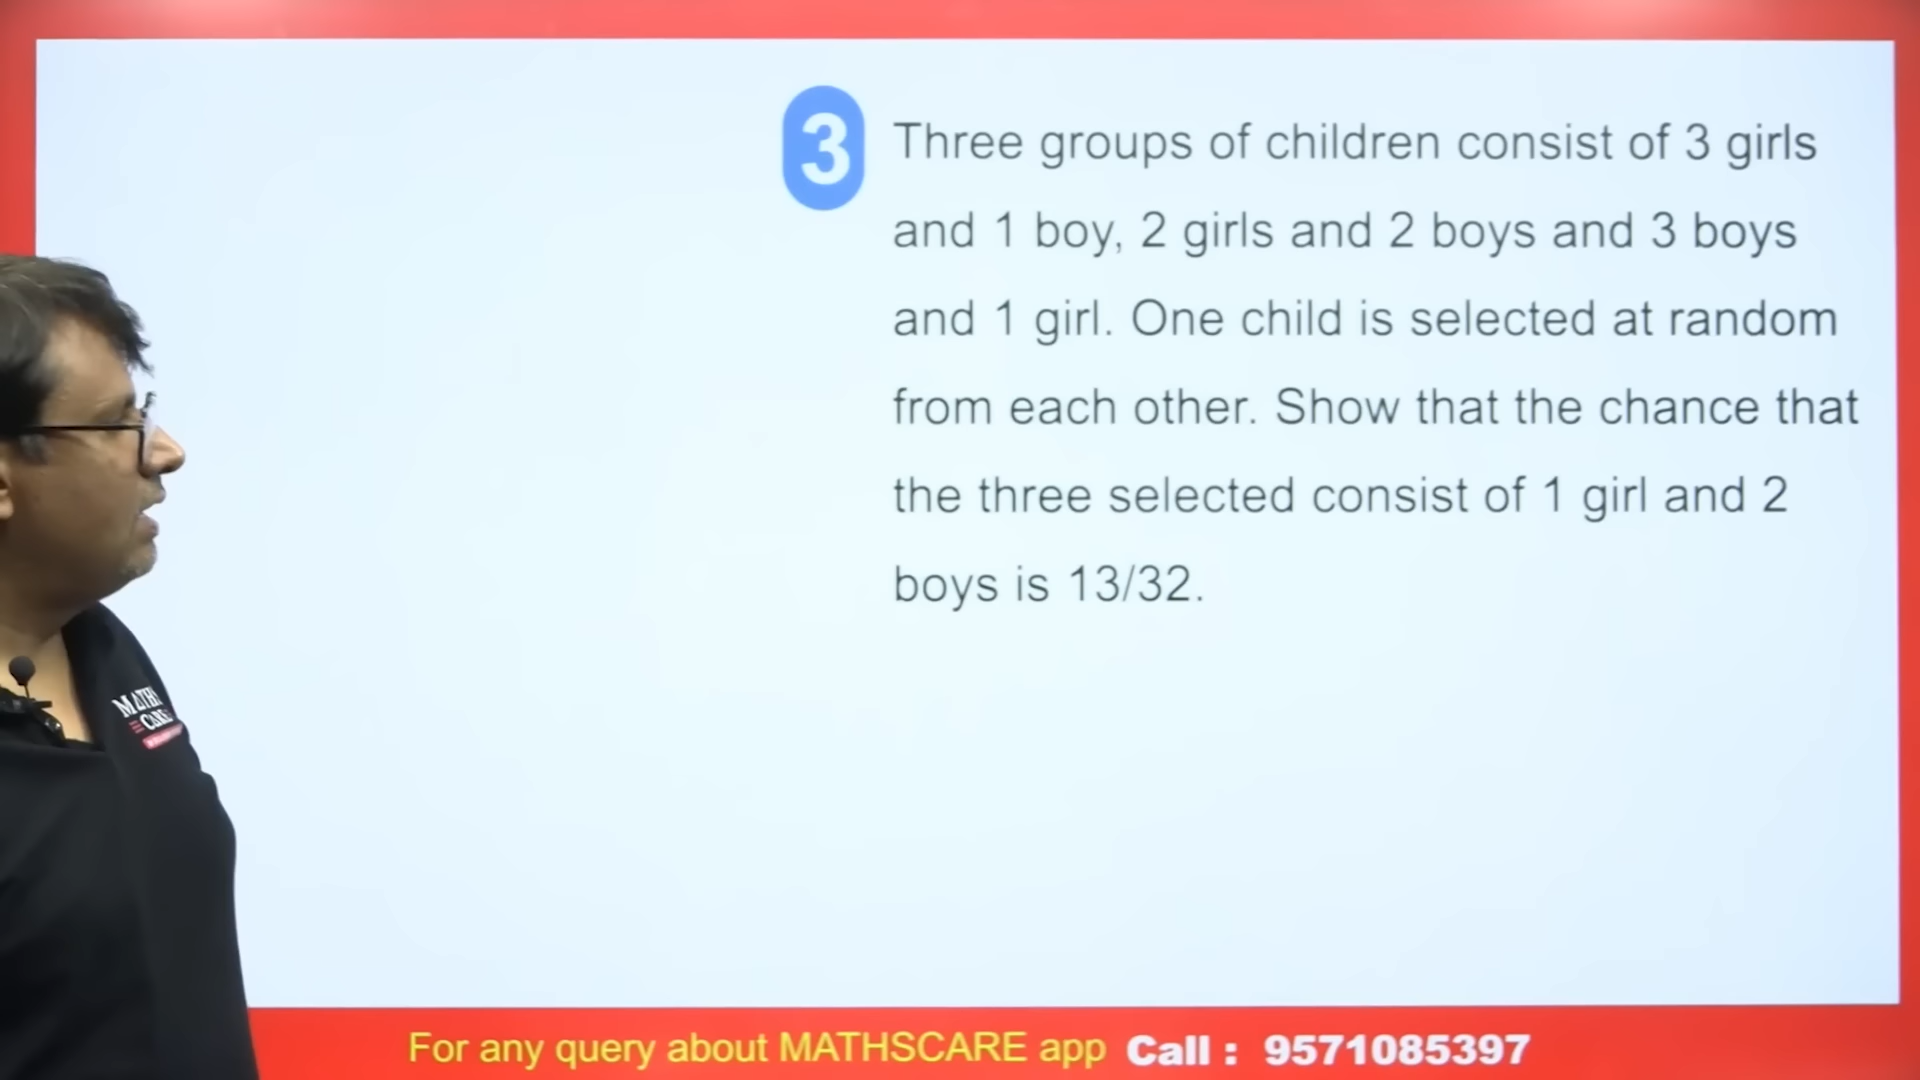 3
Three groups of children consist of 3 girls
and 1 boy, 2 girls and 2 boys and 3 boys
and 1 girl. One child is selected at random
from each other. Show that the chance that
the three selected consist of 1 girl and 2
boys is 13/32.
MATHS
CARE
For any query about MATHSCARE app Call : 9571085397